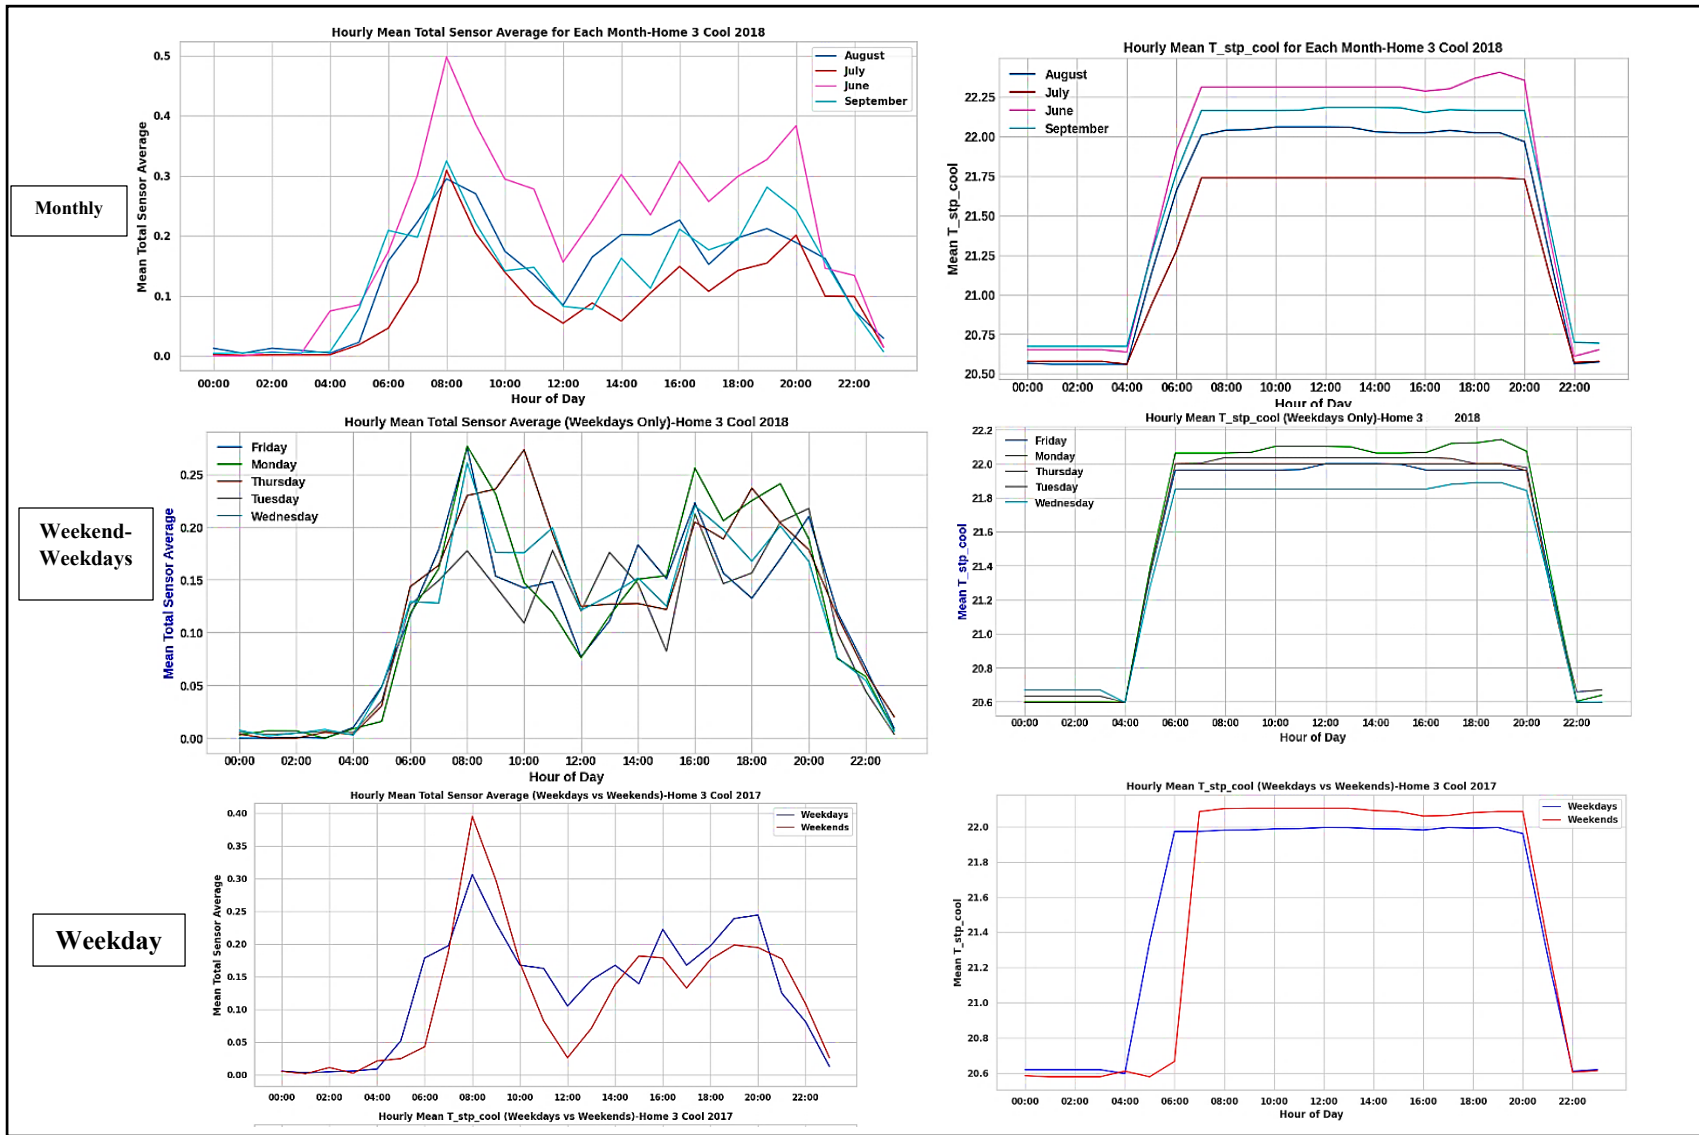 Hourly Mean Total Sensor Average for Each Month-Home 3 Cool 2018
0.5
0.4
0.3
0.2
0.1
0.0
Mean Total Sensor Average
August
July
June
September
00:00 02:00 04:00 06:00 08:00 10:00 12:00 14:00 16:00 18:00 20:00 22:00
Hour of Day
Hourly Mean T_stp_cool for Each Month-Home 3 Cool 2018
22.25
22.00
21.75
21.50
21.25
21.00
20.75
20.50
Mean T_stp_cool
August
July
June
September
00:00 02:00 04:00 06:00 08:00 10:00 12:00 14:00 16:00 18:00 20:00 22:00
Hour of Day
Monthly
Hourly Mean Total Sensor Average (Weekdays Only)-Home 3 Cool 2018
0.25
0.20
0.15
0.10
0.05
0.00
Mean Total Sensor Average
Friday
Monday
Thursday
Tuesday
Wednesday
00:00 02:00 04:00 06:00 08:00 10:00 12:00 14:00 16:00 18:00 20:00 22:00
Hour of Day
Hourly Mean T_stp_cool (Weekdays Only)-Home 3 2018
22.2
22.0
21.8
21.6
21.4
21.2
21.0
20.8
20.6
Mean T_stp_cool
Friday
Monday
Thursday
Tuesday
Wednesday
00:00 02:00 04:00 06:00 08:00 10:00 12:00 14:00 16:00 18:00 20:00 22:00
Hour of Day
Weekend-
Weekdays
Hourly Mean Total Sensor Average (Weekdays vs Weekends)-Home 3 Cool 2017
0.40
0.35
0.30
0.25
0.20
0.15
0.10
0.05
0.00
Mean Total Sensor Average
Weekdays
Weekends
00:00 02:00 04:00 06:00 08:00 10:00 12:00 14:00 16:00 18:00 20:00 22:00
Hourly Mean T_stp_cool (Weekdays vs Weekends)-Home 3 Cool 2017
Hourly Mean T_stp_cool (Weekdays vs Weekends)-Home 3 Cool 2017
22.0
21.8
21.6
21.4
21.2
21.0
20.8
20.6
Mean T_stp_cool
Weekdays
Weekends
00:00 02:00 04:00 06:00 08:00 10:00 12:00 14:00 16:00 18:00 20:00 22:00
Hour of Day
Weekday